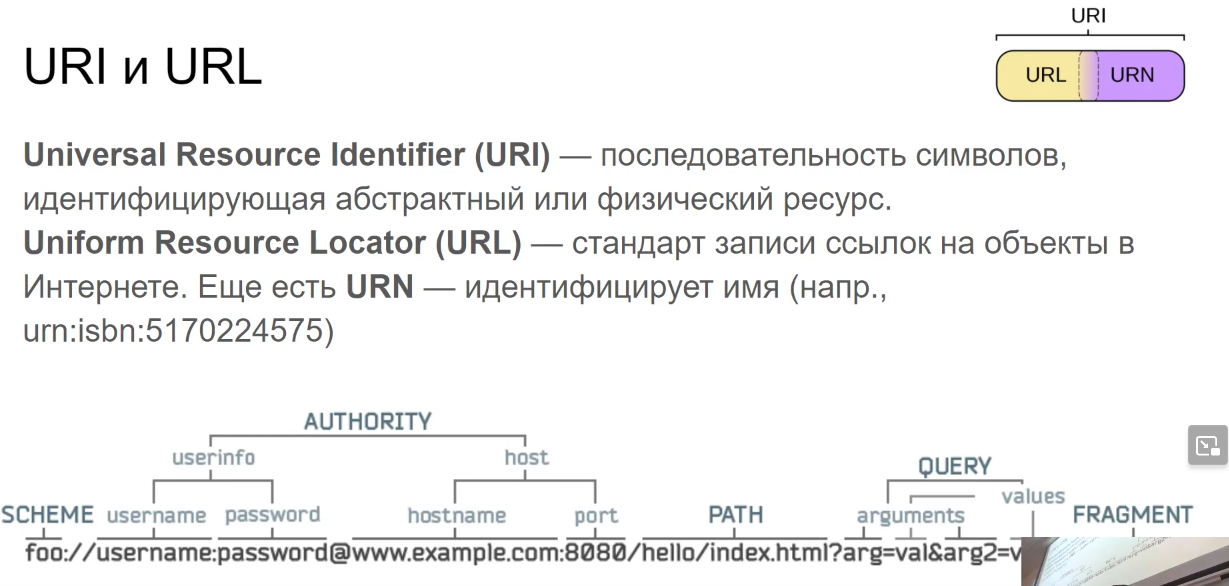 URI
URI и URL
URL URN
Universal Resource Identifier (URI) — последовательность символов,
идентифицирующая абстрактный или физический ресурс.
Uniform Resource Locator (URL) — стандарт записи ссылок на объекты в
Интернете. Еще есть URN — идентифицирует имя (напр.,
urn:isbn:5170224575)
AUTHORITY
userinfo host QUERY
values
SCHEME username password hostname port PATH arguments FRAGMENT
foo://username:password@www.example.com:8080/hello/index.html?arg=val&arg2=v